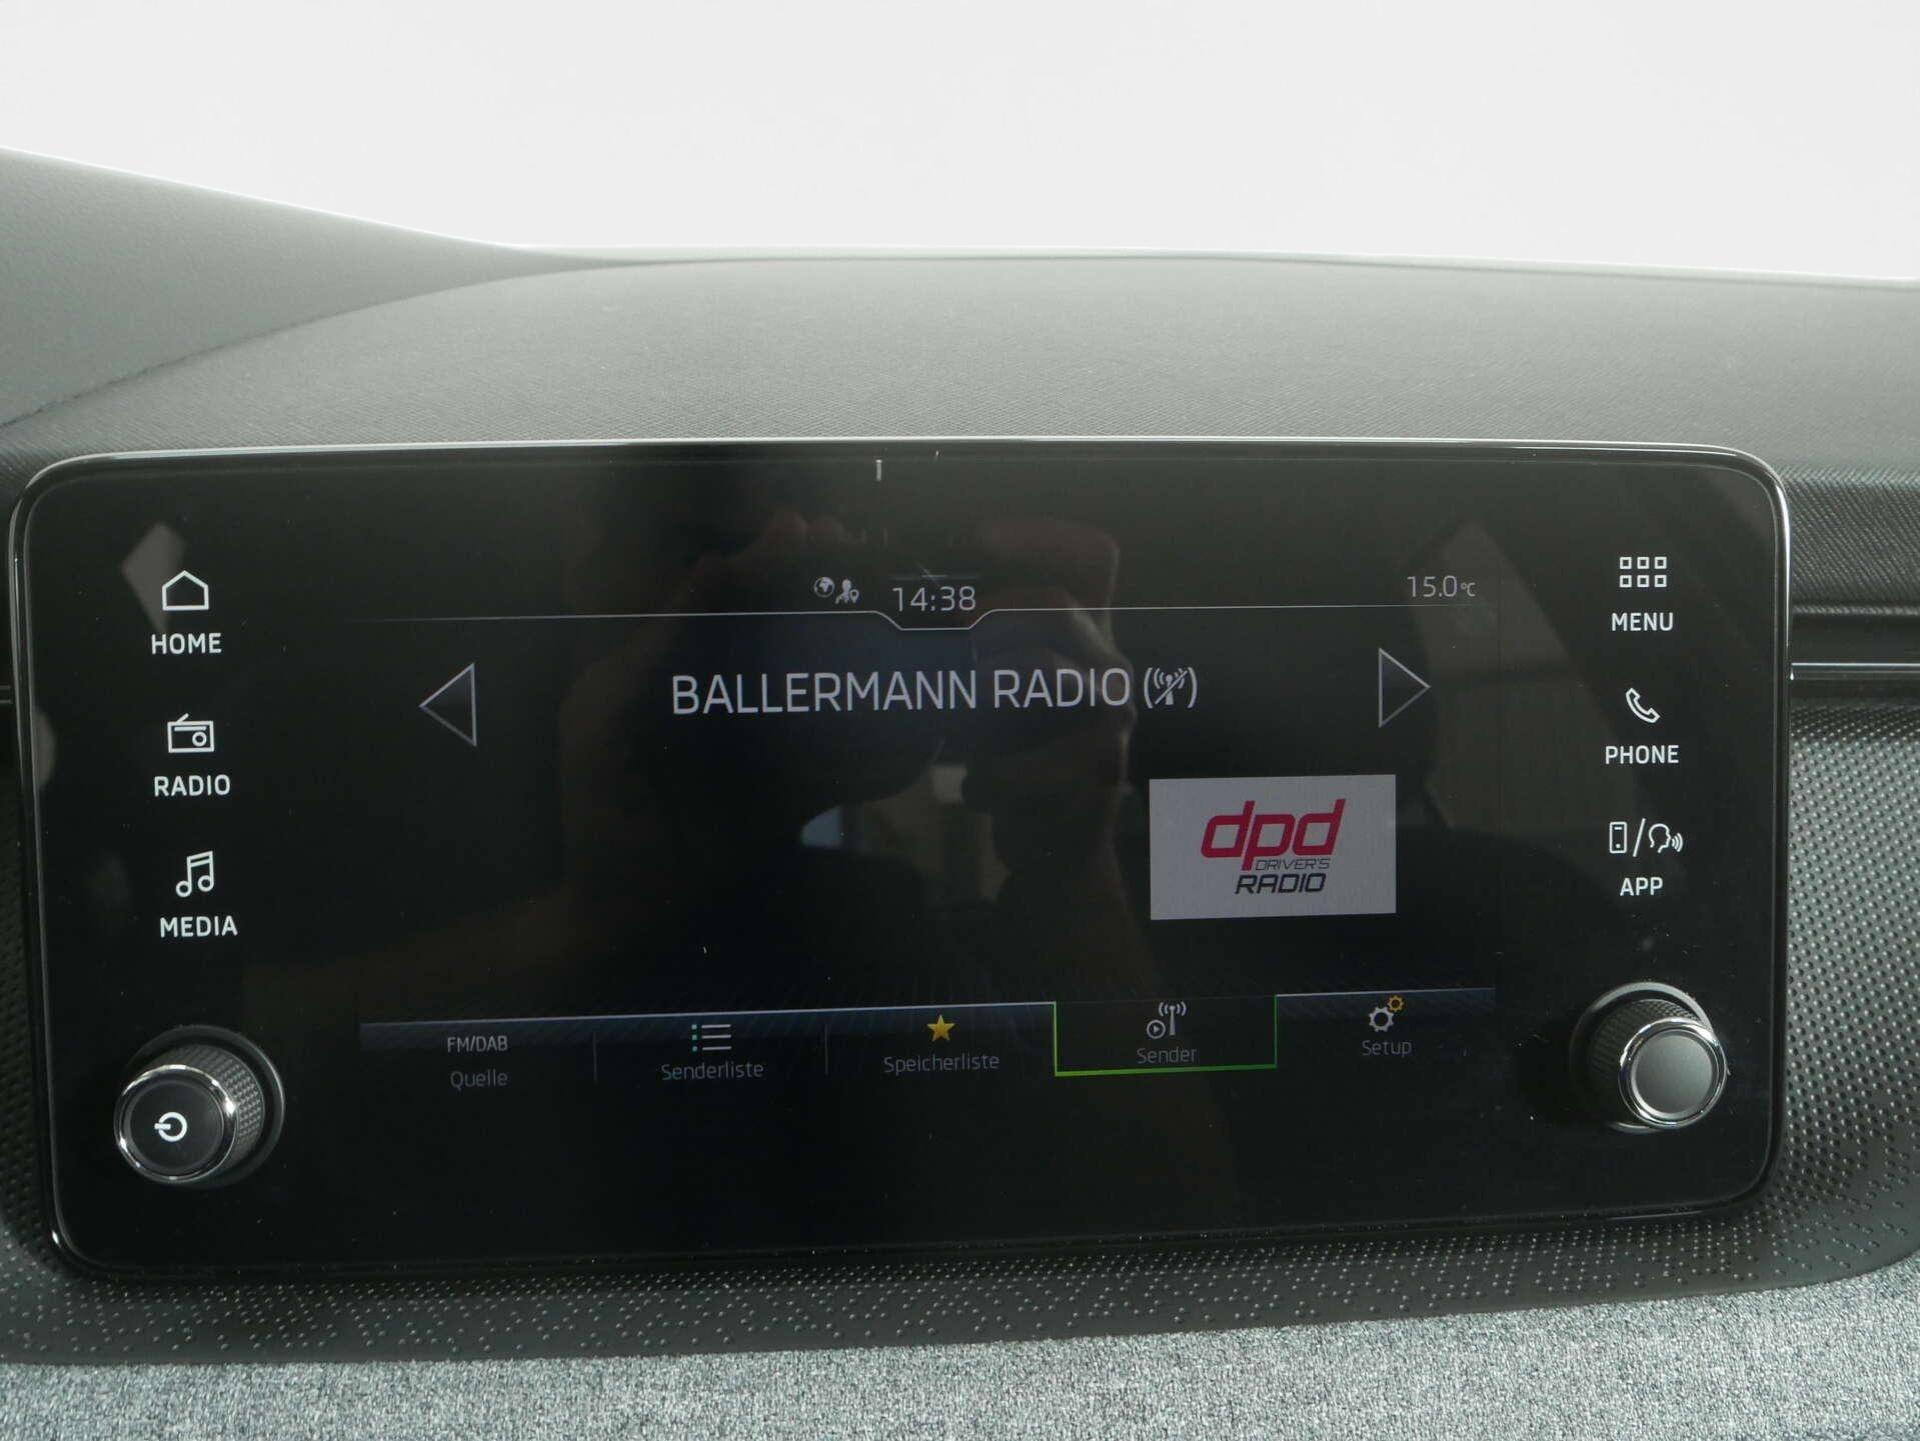 14:38
15.0°C
HOME
MENU
BALLERMANN RADIO
RADIO
PHONE
dpd
DRIVER'S
RADIO
MEDIA
APP
FM/DAB
Quelle
Senderliste
Speicherliste
Sender
Setup